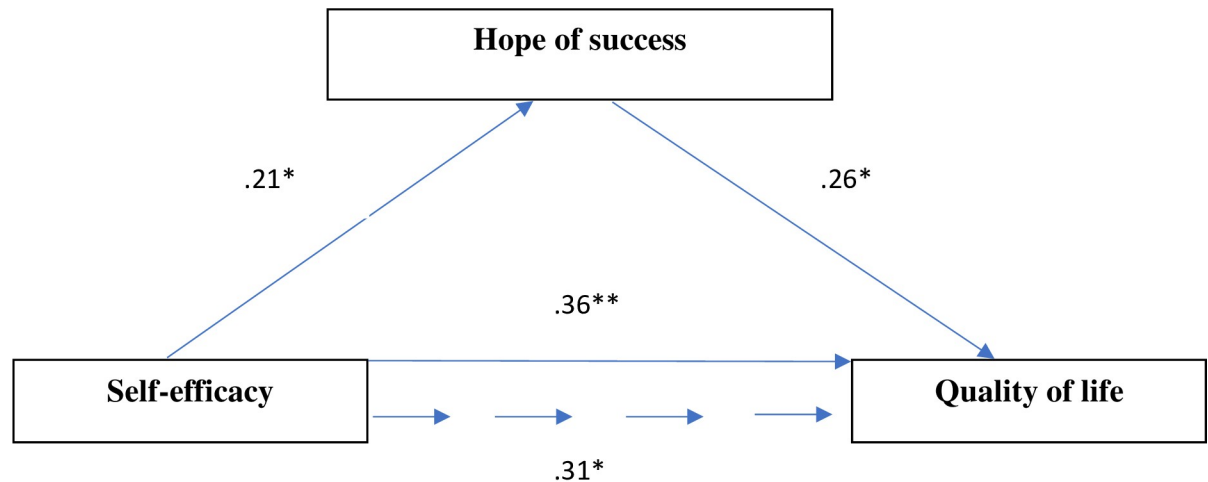 Hope of success
.21*
.26*
.36**
Self-efficacy
Quality of life
.31*